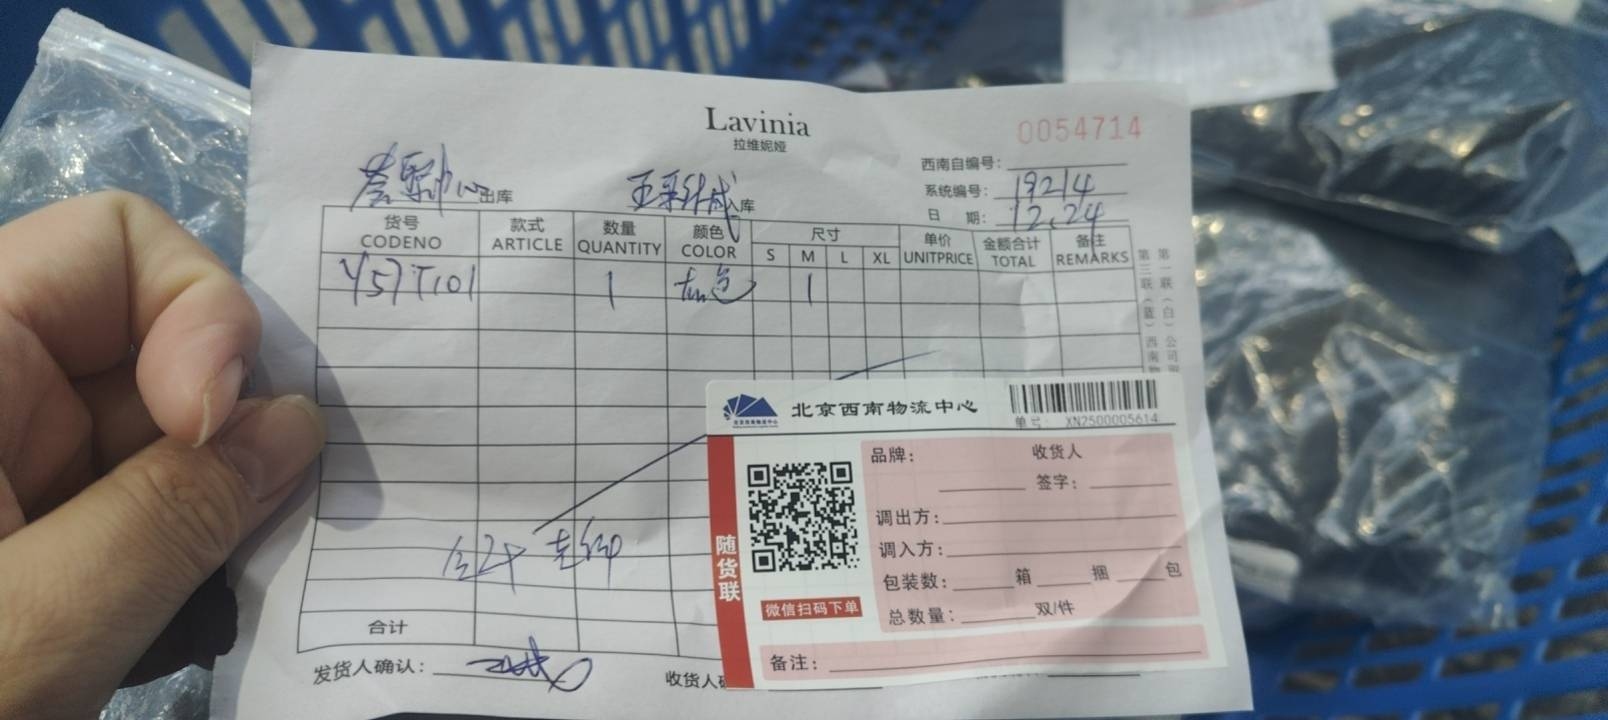 Lavinia
拉维妮娅
0054714
西南自编号:
系统编号: 19214
日 期: 12.24
出库
入库
货号 款式 数量 颜色 尺寸 单价 金额合计 备注
CODENO ARTICLE QUANTITY COLOR S M L XL UNITPRICE TOTAL REMARKS
Y57T101 1 1
第一联(白)公司
第三联(蓝)西南物
北京西南物流中心
单号: XN2500005614
品牌: 收货人
签字:
调出方:
调入方:
包装数: 箱 捆 包
总数量: 双/件
备注:
随货联
微信扫码下单
合计
发货人确认:
收货人